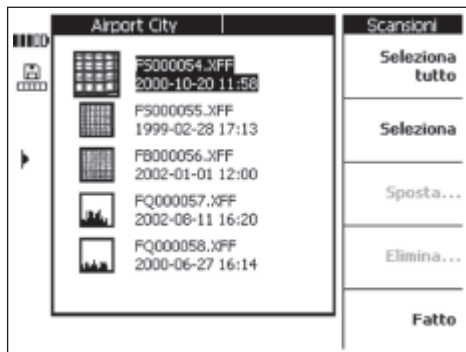 Airport City
FS000054.XFF
2000-10-20 11:58
FS000055.XFF
1999-02-28 17:13
FB000056.XFF
2002-01-01 12:00
FQ000057.XFF
2002-08-11 16:20
FQ000058.XFF
2000-06-27 16:14
Scansioni
Seleziona
tutto
Seleziona
Sposta...
Elimina...
Fatto